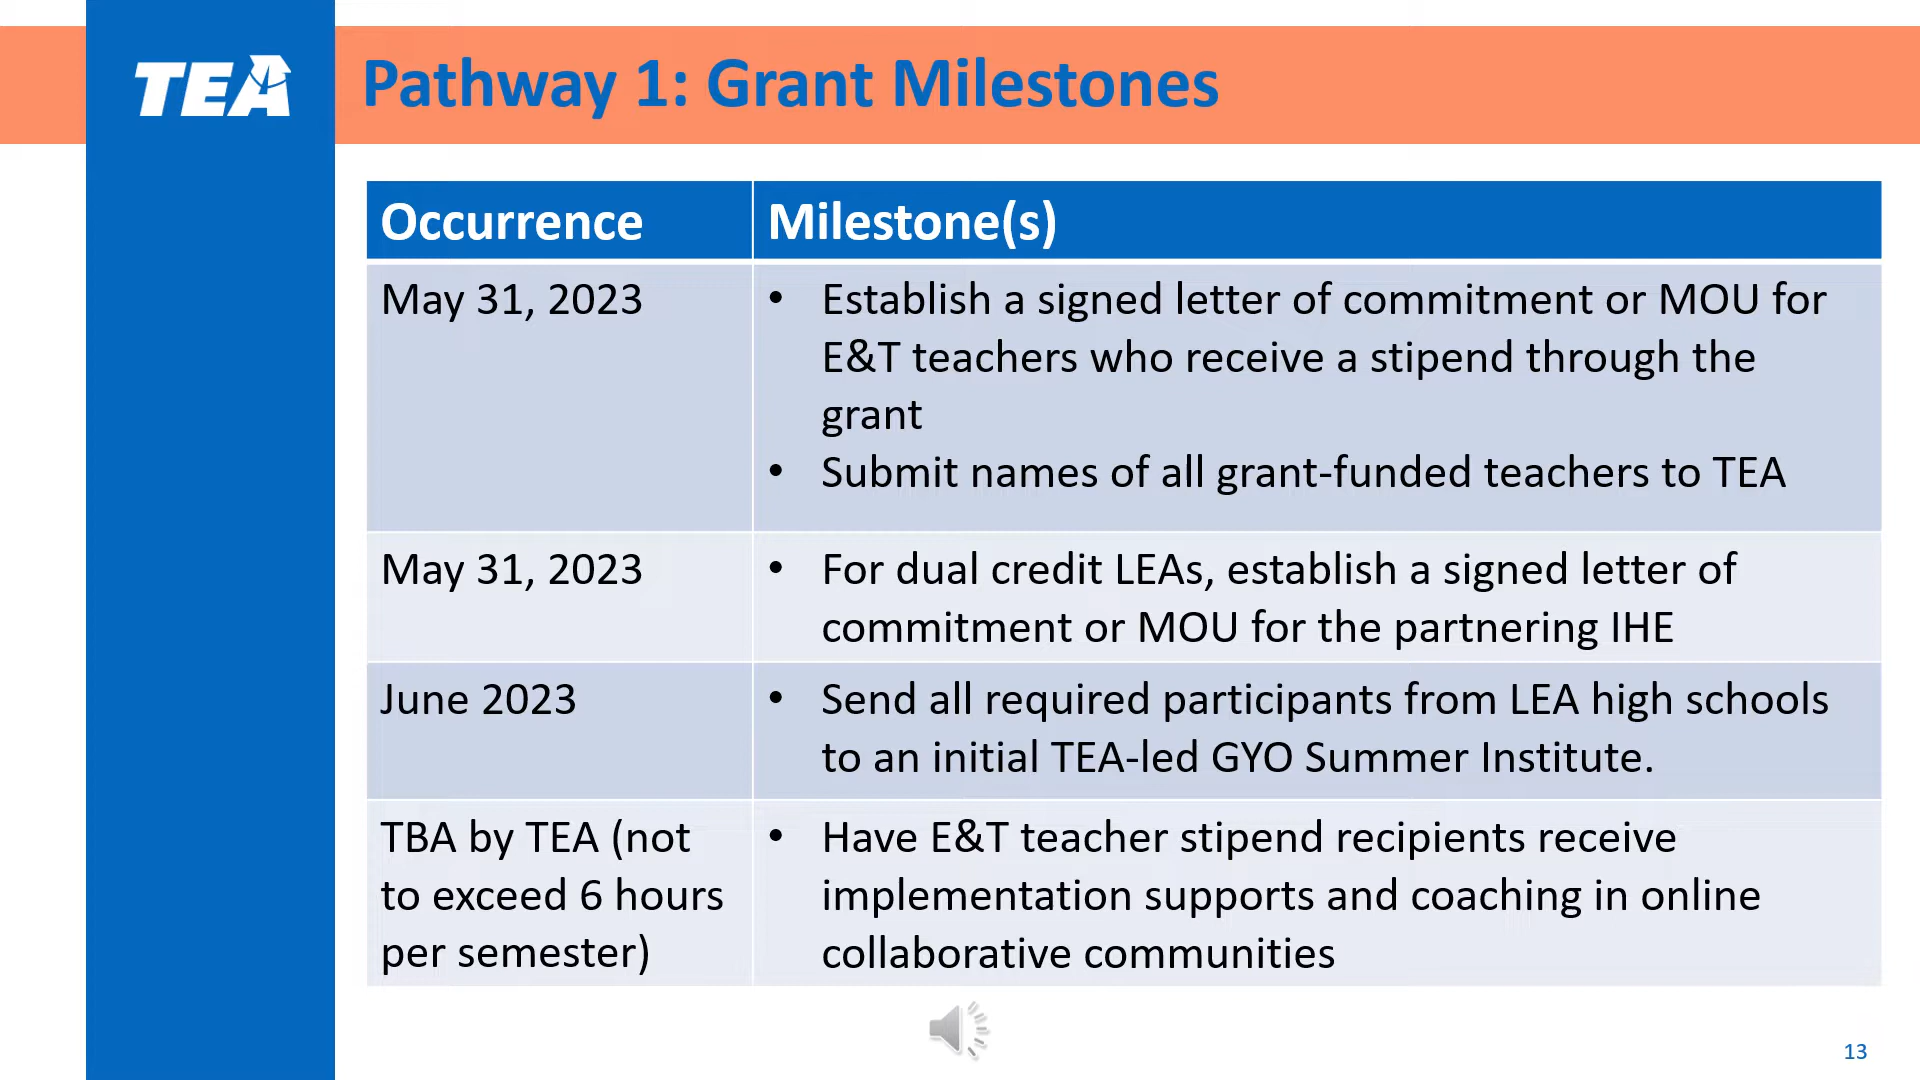 TEA
Pathway 1: Grant Milestones
Occurrence
Milestone(s)
May 31, 2023
• Establish a signed letter of commitment or MOU for
E&T teachers who receive a stipend through the
grant
• Submit names of all grant-funded teachers to TEA
May 31, 2023
• For dual credit LEAs, establish a signed letter of
commitment or MOU for the partnering IHE
June 2023
• Send all required participants from LEA high schools
to an initial TEA-led GYO Summer Institute.
TBA by TEA (not
to exceed 6 hours
per semester)
• Have E&T teacher stipend recipients receive
implementation supports and coaching in online
collaborative communities
13